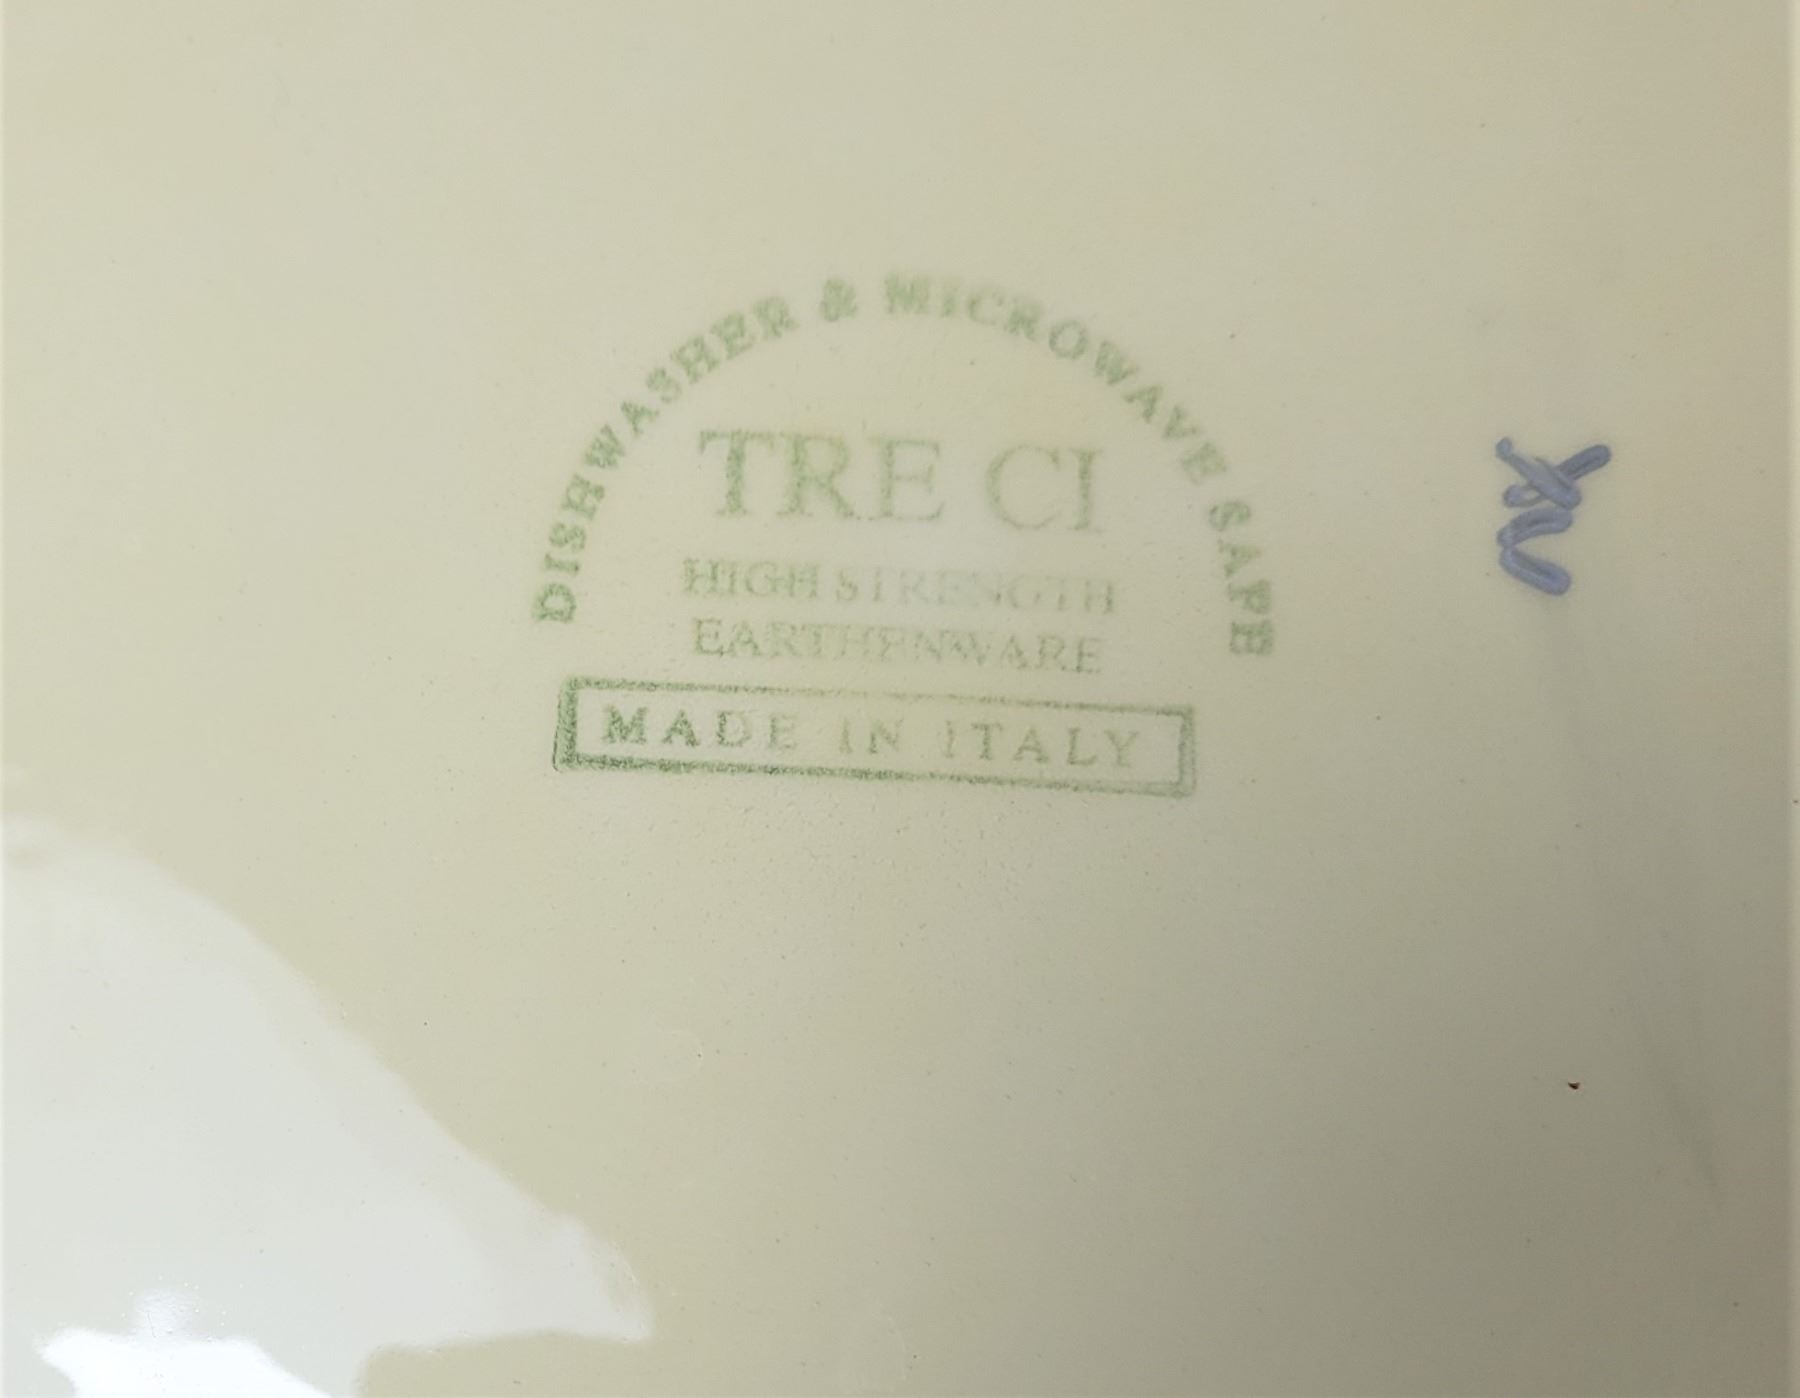 DISHWASHER & MICROWAVE SAFE
TRE CI
HIGH STRENGTH
EARTHENWARE
MADE IN ITALY